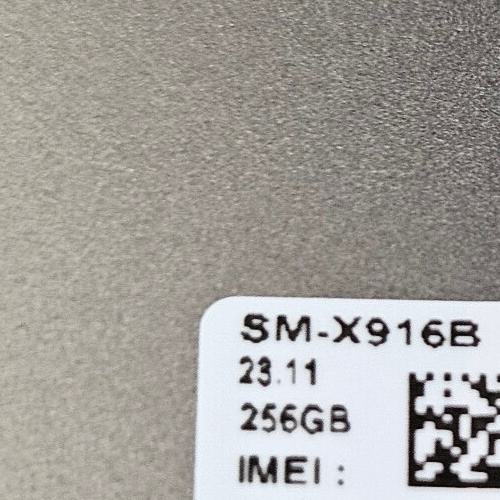 SM-X916B
23.11
256GB
IMEI :